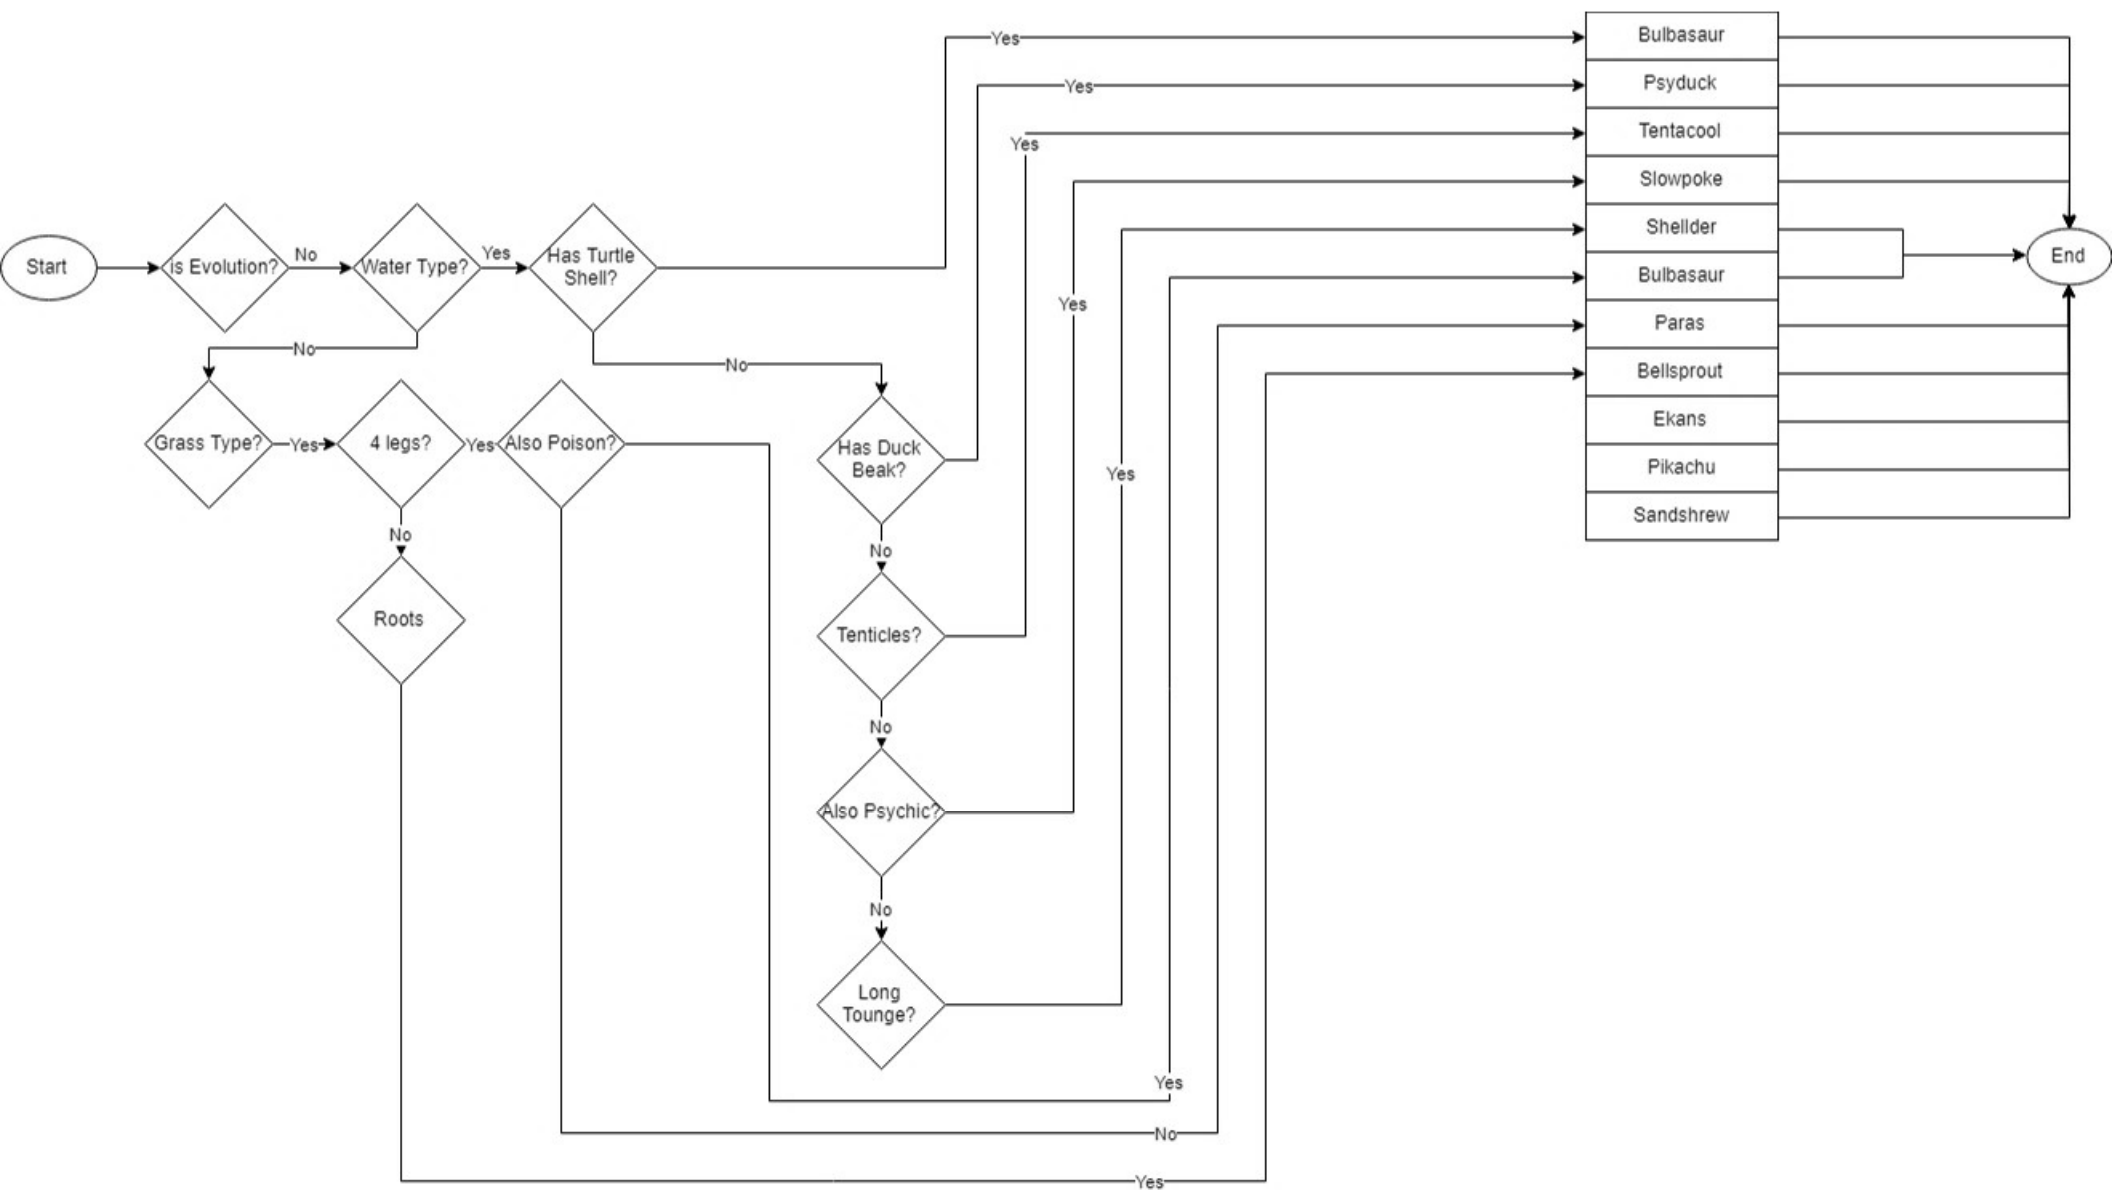 Yes
Bulbasaur
Yes
Psyduck
Yes
Tentacool
Slowpoke
Start
is Evolution?
No
Water Type?
Yes
Has Turtle
Shell?
Shellder
End
Bulbasaur
Yes
Paras
No
No
Bellsprout
Grass Type?
Yes
4 legs?
Yes
Also Poison?
Has Duck
Beak?
Yes
Ekans
Pikachu
Sandshrew
No
No
Roots
Tenticles?
No
Also Psychic?
No
Long
Tounge?
Yes
No
Yes